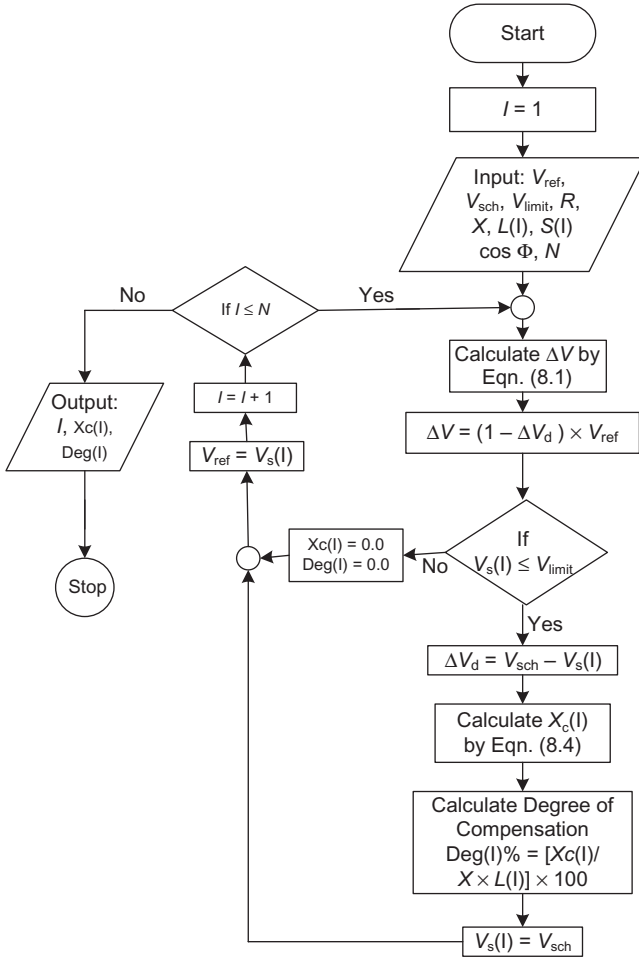 Start
I = 1
Input: Vref,
Vsch, Vlimit, R,
X, L(I), S(I)
cos Φ, N
No
If I ≤ N
Yes
Calculate ΔV by
Eqn. (8.1)
ΔV = (1 − ΔVd ) × Vref
If
Vs(I) ≤ Vlimit
No
Yes
Xc(I) = 0.0
Deg(I) = 0.0
Vref = Vs(I)
I = I + 1
Output:
I, Xc(I),
Deg(I)
Stop
ΔVd = Vsch − Vs(I)
Calculate Xc(I)
by Eqn. (8.4)
Calculate Degree of
Compensation
Deg(I)% = [Xc(I)/
X × L(I)] × 100
Vs(I) = Vsch